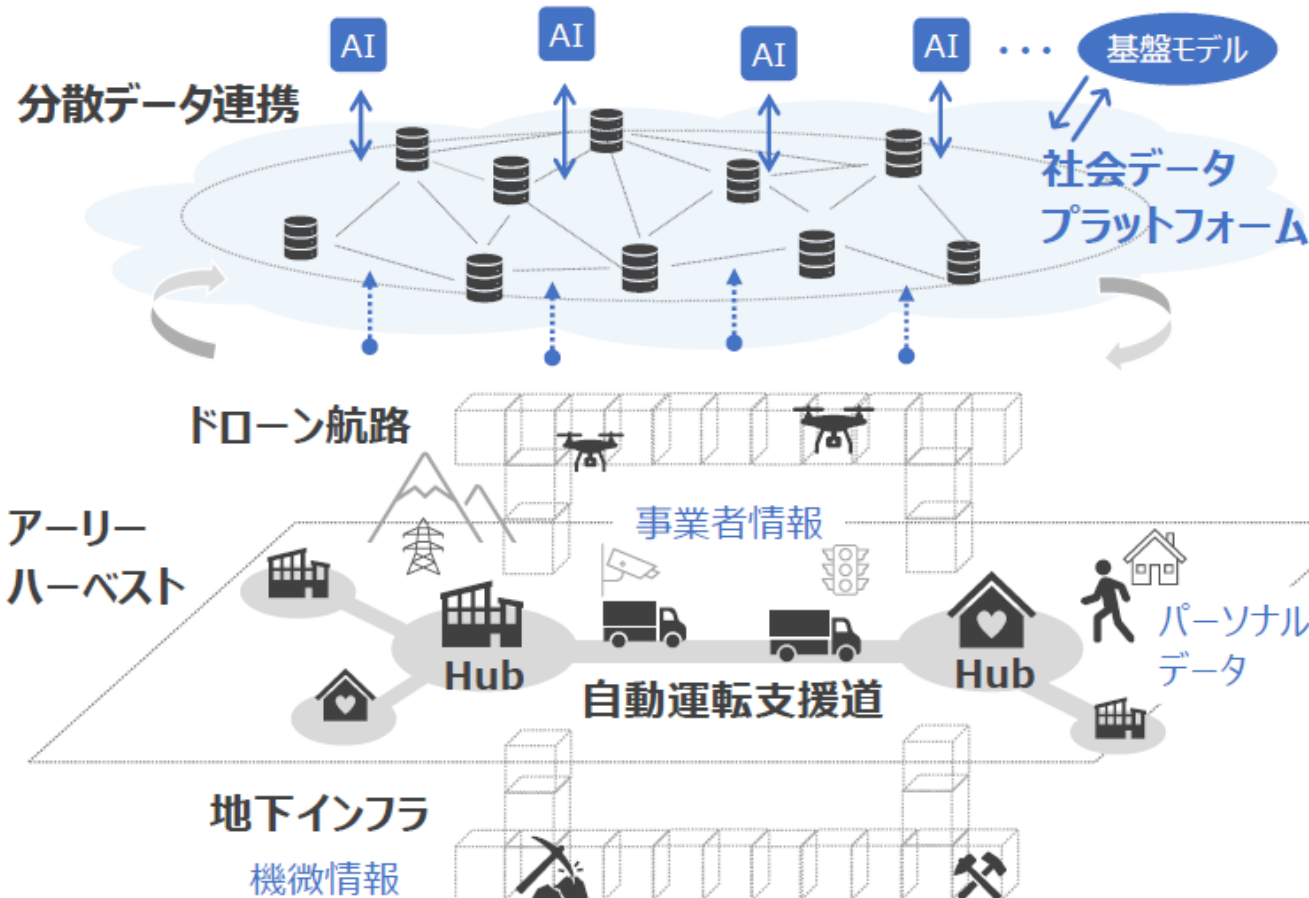 AI
AI
AI
AI
・・・
基盤モデル
分散データ連携
社会データ
プラットフォーム
ドローン航路
アーリー
ハーベスト
事業者情報
パーソナル
データ
Hub
Hub
自動運転支援道
地下インフラ
機微情報